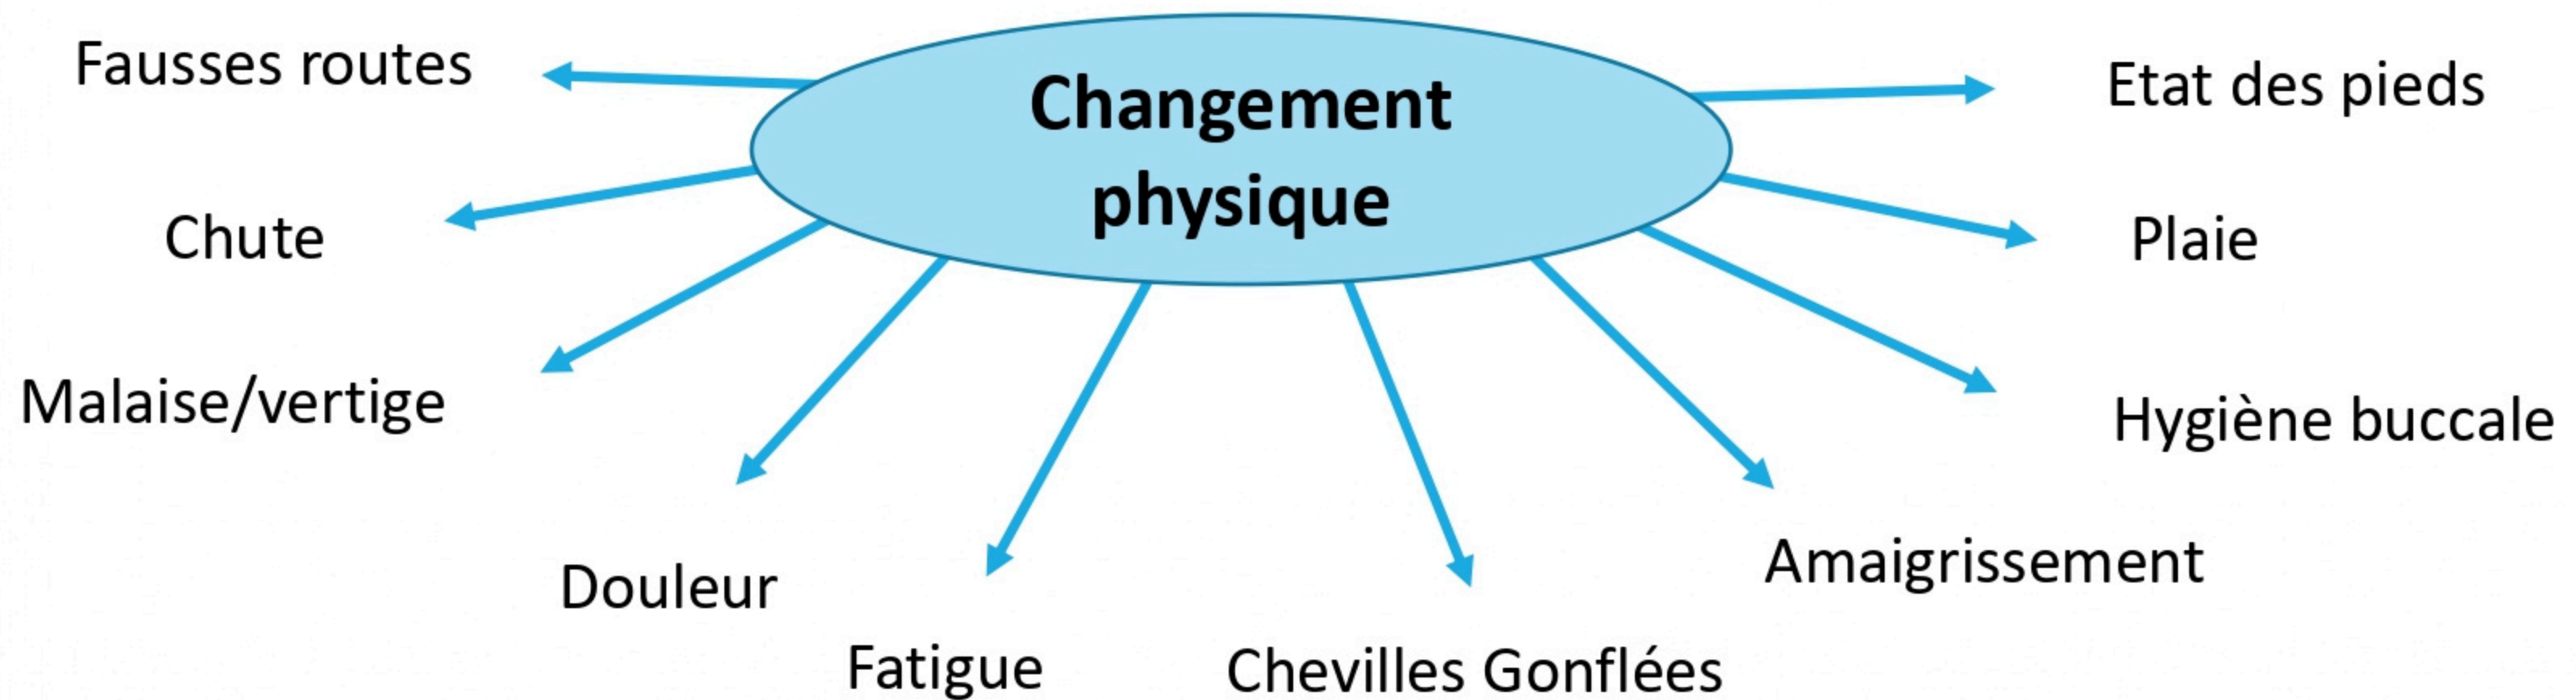 Changement
physique
Fausses routes
Chute
Malaise/vertige
Douleur
Fatigue
Chevilles Gonflées
Amaigrissement
Hygiène buccale
Plaie
Etat des pieds